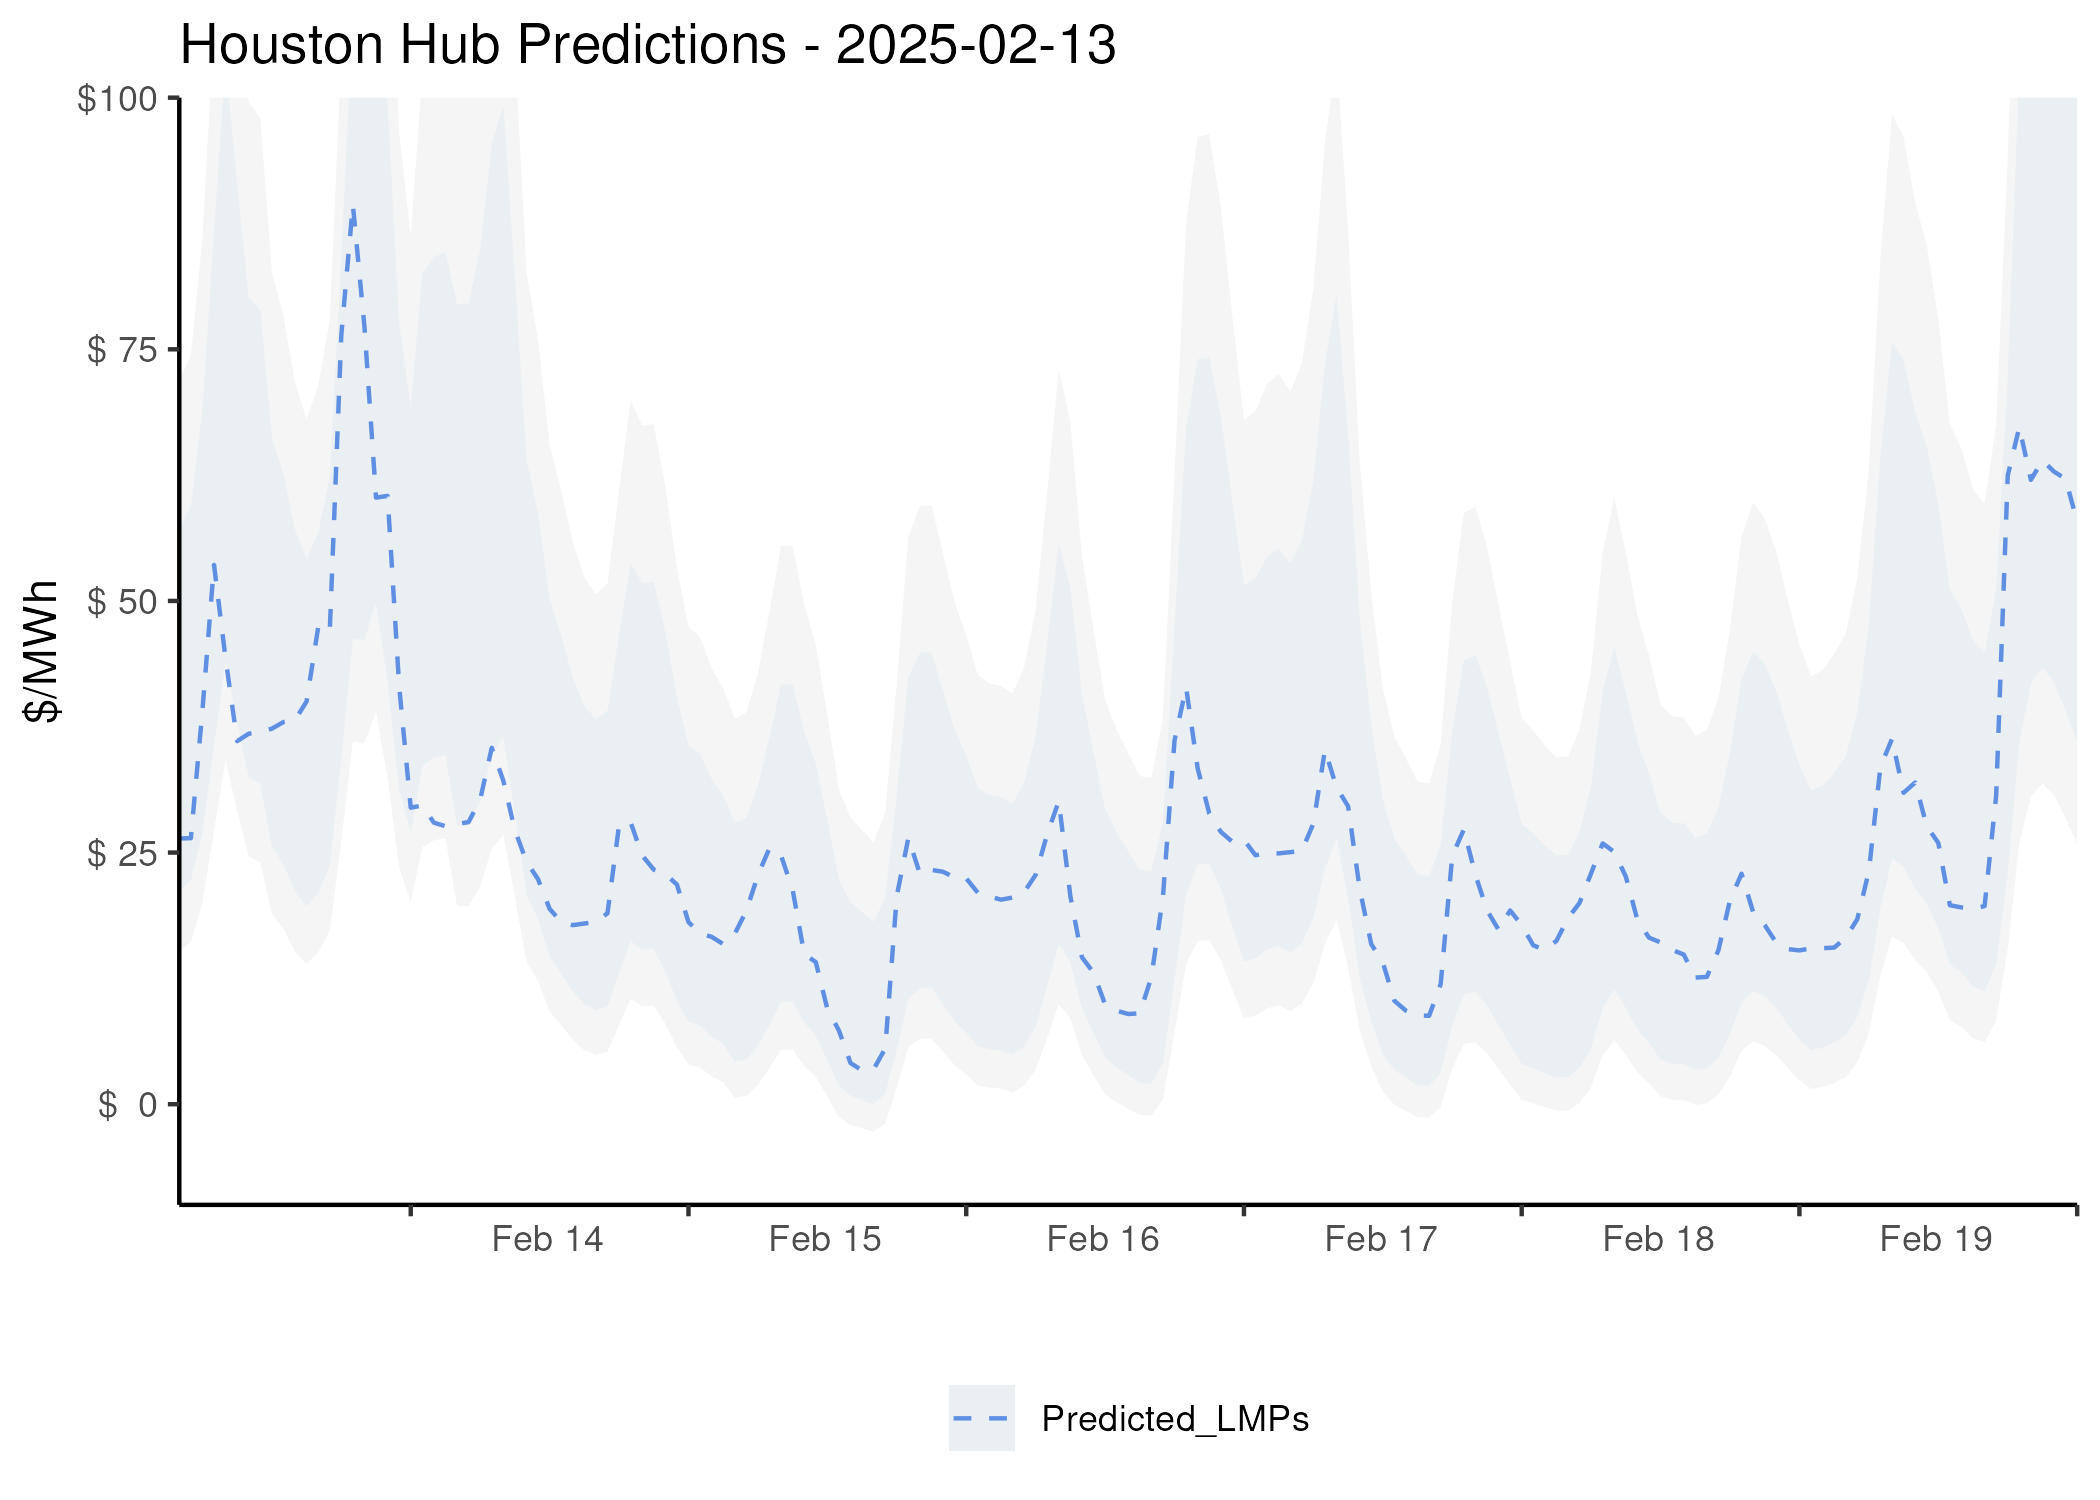 Houston Hub Predictions - 2025-02-13
$100
$ 75
$ 50
$ 25
$ 0
$/MWh
Feb 14 Feb 15 Feb 16 Feb 17 Feb 18 Feb 19
Predicted_LMPs